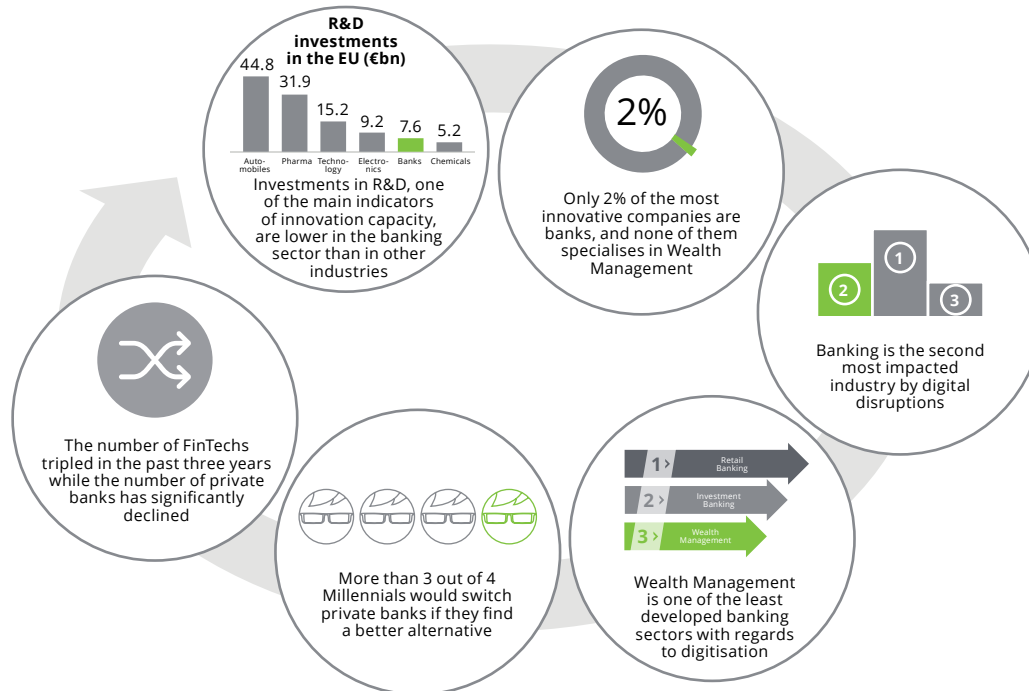 R&D
investments
in the EU (€bn)
44.8
31.9
15.2
9.2
7.6
5.2
Auto-
mobiles
Pharma
Techno-
logy
Electro-
nics
Banks
Chemicals
Investments in R&D, one
of the main indicators
of innovation capacity,
are lower in the banking
sector than in other
industries
2%
Only 2% of the most
innovative companies are
banks, and none of them
specialises in Wealth
Management
2
1
3
Banking is the second
most impacted
industry by digital
disruptions
1 ›
Retail
Banking
2 ›
Investment
Banking
3 ›
Wealth
Management
Wealth Management
is one of the least
developed banking
sectors with regards
to digitisation
More than 3 out of 4
Millennials would switch
private banks if they find
a better alternative
The number of FinTechs
tripled in the past three years
while the number of private
banks has significantly
declined